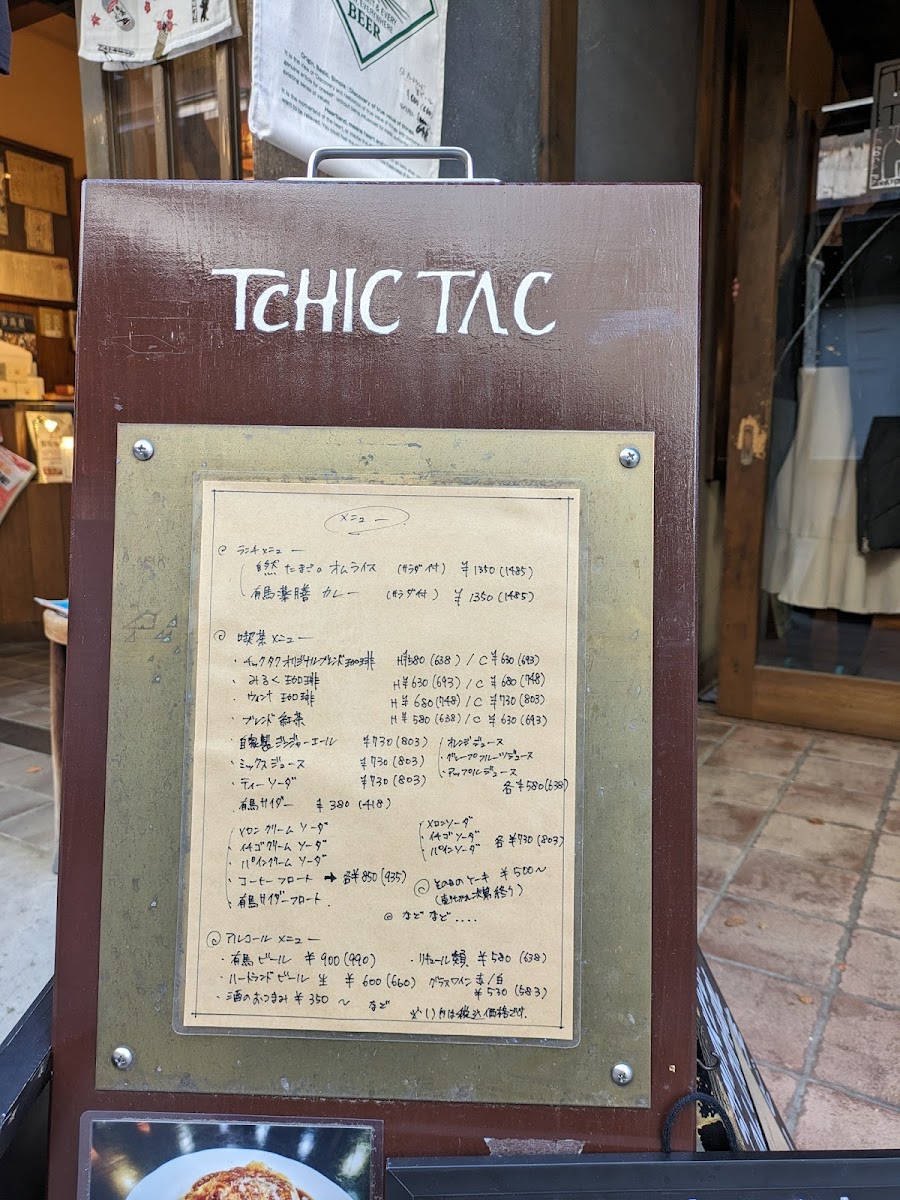 & EVERY
EVERYWHERE
BEER
TCHIC TAC
メニュー
ランチメニュー
自然たまごのオムライス (サラダ付) ¥1350(1485)
有馬薬膳カレー (サラダ付) ¥1350(1485)
喫茶メニュー
・チックタクオリジナルブレンド珈琲 H¥580(638)/C¥630(693)
・みるく珈琲 H¥630(693)/C¥680(748)
・ウィンナ珈琲 H¥680(748)/C¥730(803)
・ブレンド紅茶 H¥580(638)/C¥630(693)
・自家製ジンジャーエール ¥730(803)
・ミックスジュース ¥730(803)
・ティーソーダ ¥730(803)
・オレンジジュース
・グレープフルーツジュース
・アップルジュース
各¥580(638)
有馬サイダー ¥380(418)
・メロンクリームソーダ
・イチゴクリームソーダ
・パインクリームソーダ
・コーヒーフロート → 各¥850(935)
・有馬サイダーフロート
・メロンソーダ
・イチゴソーダ 各¥730(803)
・パインソーダ
ケーキ ¥500〜
などなど....
アルコールメニュー
・有馬ビール ¥900(990)
・リキュール類 ¥580(638)
・ハートランドビール 生 ¥600(660)
グラスワイン 赤/白 ¥530(583)
・酒のおつまみ ¥350〜 など
※( )内は税込価格です.